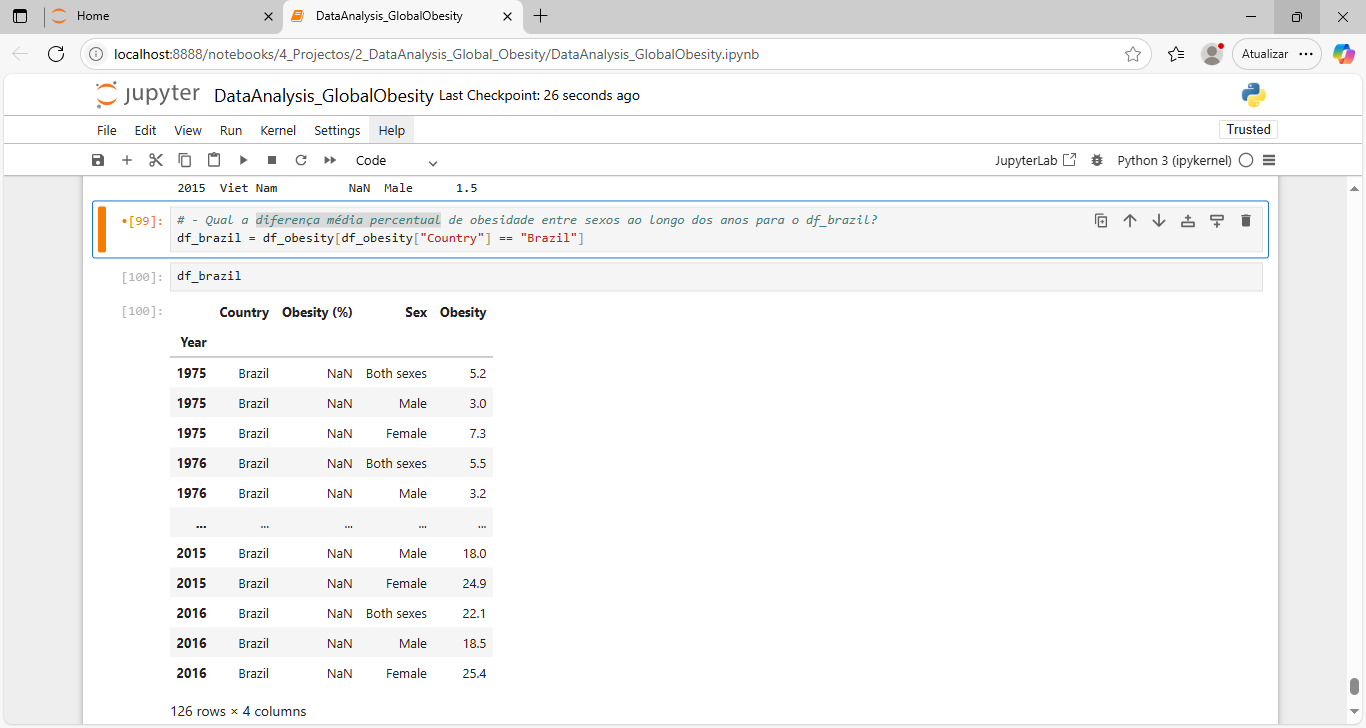 Home
DataAnalysis_GlobalObesity
localhost:8888/notebooks/4_Projectos/2_DataAnalysis_Global_Obesity/DataAnalysis_GlobalObesity.ipynb
Atualizar
jupyter DataAnalysis_GlobalObesity Last Checkpoint: 26 seconds ago
File Edit View Run Kernel Settings Help
Trusted
Code
JupyterLab Python 3 (ipykernel)
2015 Viet Nam NaN Male 1.5
•[99]: # - Qual a diferença média percentual de obesidade entre sexos ao longo dos anos para o df_brazil?
df_brazil = df_obesity[df_obesity["Country"] == "Brazil"]
[100]: df_brazil
[100]: Country Obesity (%) Sex Obesity
Year
1975 Brazil NaN Both sexes 5.2
1975 Brazil NaN Male 3.0
1975 Brazil NaN Female 7.3
1976 Brazil NaN Both sexes 5.5
1976 Brazil NaN Male 3.2
... ... ... ... ...
2015 Brazil NaN Male 18.0
2015 Brazil NaN Female 24.9
2016 Brazil NaN Both sexes 22.1
2016 Brazil NaN Male 18.5
2016 Brazil NaN Female 25.4
126 rows × 4 columns